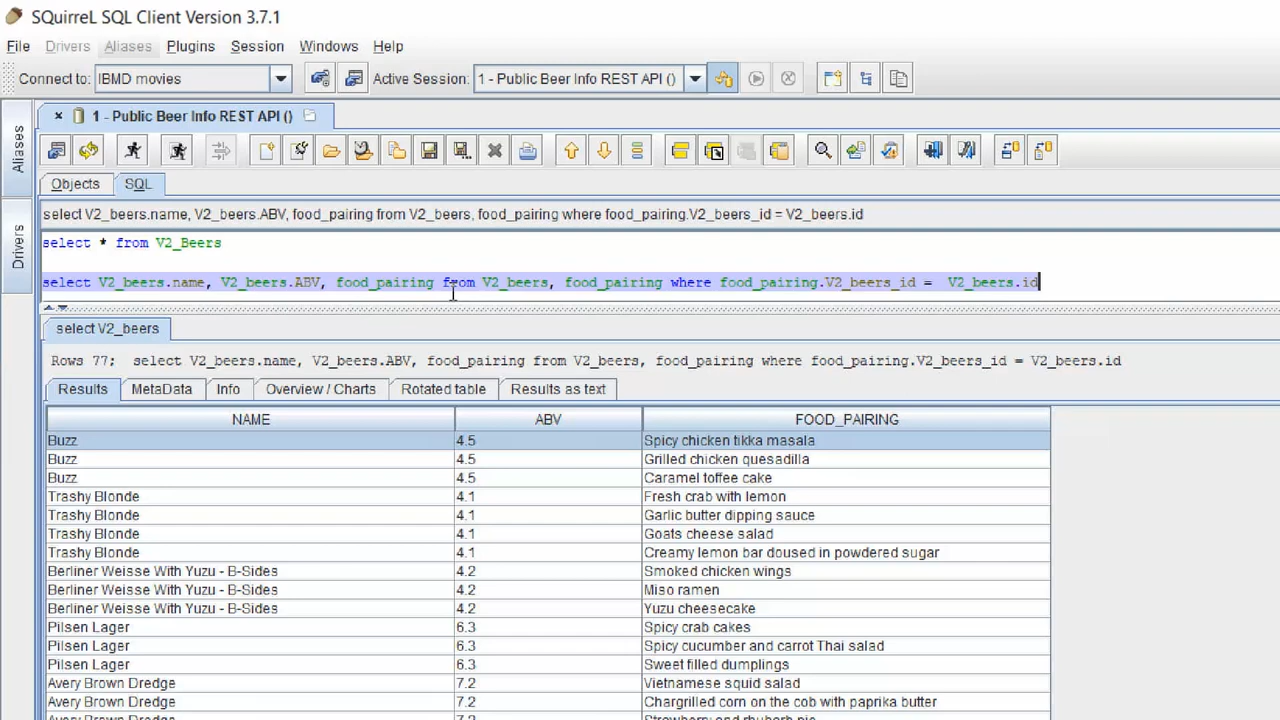 SQuirreL SQL Client Version 3.7.1
File Drivers Aliases Plugins Session Windows Help
Connect to: IBMD movies Active Session: 1 - Public Beer Info REST API ()
1 - Public Beer Info REST API ()
Aliases
Drivers
Objects SQL
select V2_beers.name, V2_beers.ABV, food_pairing from V2_beers, food_pairing where food_pairing.V2_beers_id = V2_beers.id
select * from V2_Beers
select V2_beers.name, V2_beers.ABV, food_pairing from V2_beers, food_pairing where food_pairing.V2_beers_id = V2_beers.id
select V2_beers
Rows 77; select V2_beers.name, V2_beers.ABV, food_pairing from V2_beers, food_pairing where food_pairing.V2_beers_id = V2_beers.id
Results MetaData Info Overview / Charts Rotated table Results as text
NAME ABV FOOD_PAIRING
Buzz 4.5 Spicy chicken tikka masala
Buzz 4.5 Grilled chicken quesadilla
Buzz 4.5 Caramel toffee cake
Trashy Blonde 4.1 Fresh crab with lemon
Trashy Blonde 4.1 Garlic butter dipping sauce
Trashy Blonde 4.1 Goats cheese salad
Trashy Blonde 4.1 Creamy lemon bar doused in powdered sugar
Berliner Weisse With Yuzu - B-Sides 4.2 Smoked chicken wings
Berliner Weisse With Yuzu - B-Sides 4.2 Miso ramen
Berliner Weisse With Yuzu - B-Sides 4.2 Yuzu cheesecake
Pilsen Lager 6.3 Spicy crab cakes
Pilsen Lager 6.3 Spicy cucumber and carrot Thai salad
Pilsen Lager 6.3 Sweet filled dumplings
Avery Brown Dredge 7.2 Vietnamese squid salad
Avery Brown Dredge 7.2 Chargrilled corn on the cob with paprika butter
Avery Brown Dredge 7.2 Strawberry and rhubarb pie